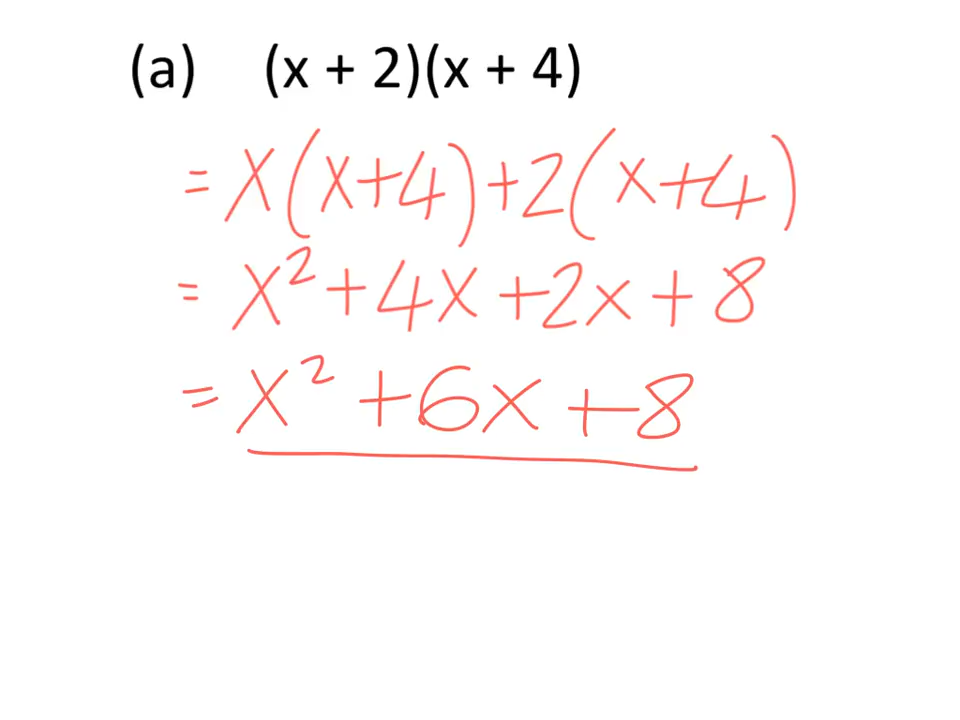 (a) (x + 2)(x + 4)
= x(x+4)+2(x+4)
= x²+4x+2x+8
= x²+6x+8